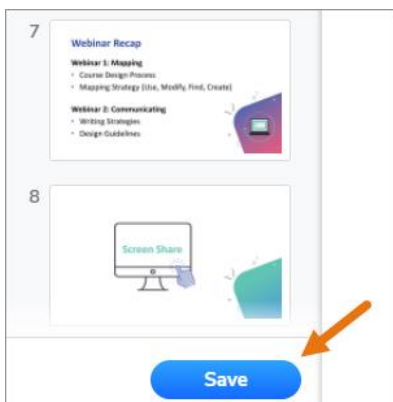 7
Webinar Recap
Webinar 1: Mapping
• Course Design Process
• Mapping Strategy (Use, Modify, Find, Create)
Webinar 2: Communicating
• Writing Strategies
• Design Guidelines
8
Screen Share
Save